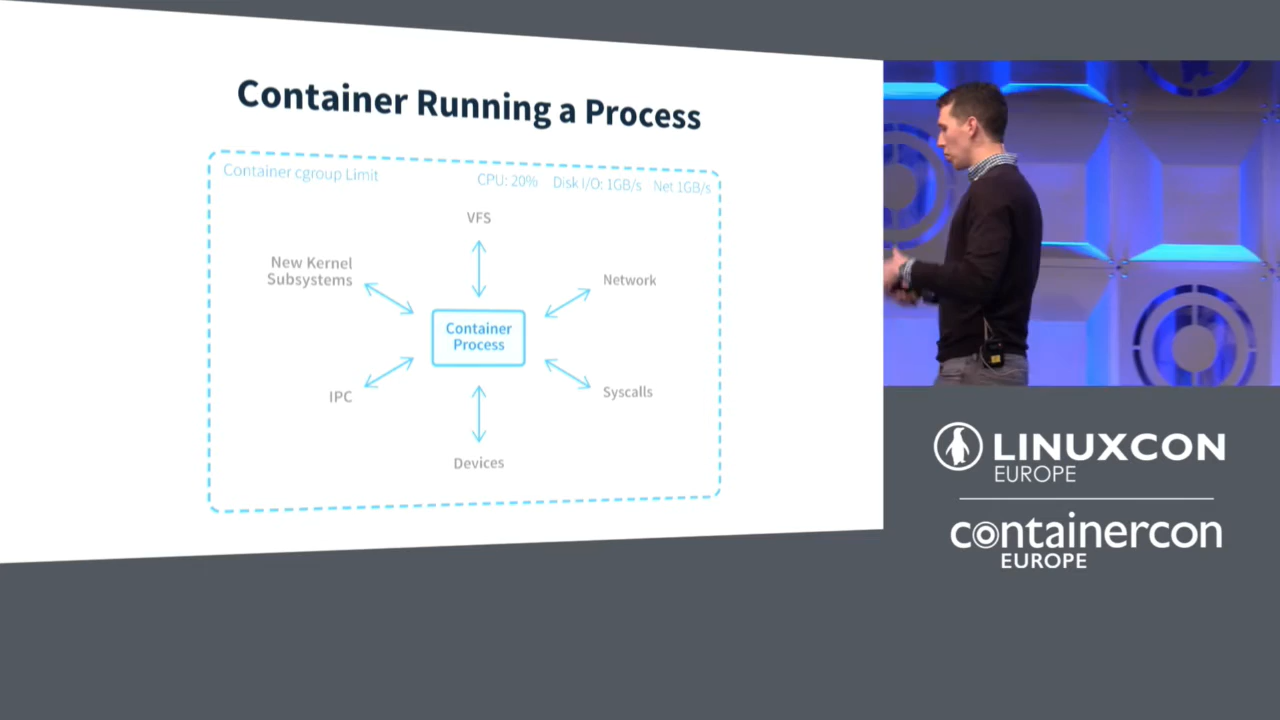 Container Running a Process
Container cgroup Limit
CPU: 20% Disk I/O: 1GB/s Net 1GB/s
VFS
New Kernel
Subsystems
Network
Container
Process
IPC
Syscalls
Devices
LINUXCON
EUROPE
containercon
EUROPE